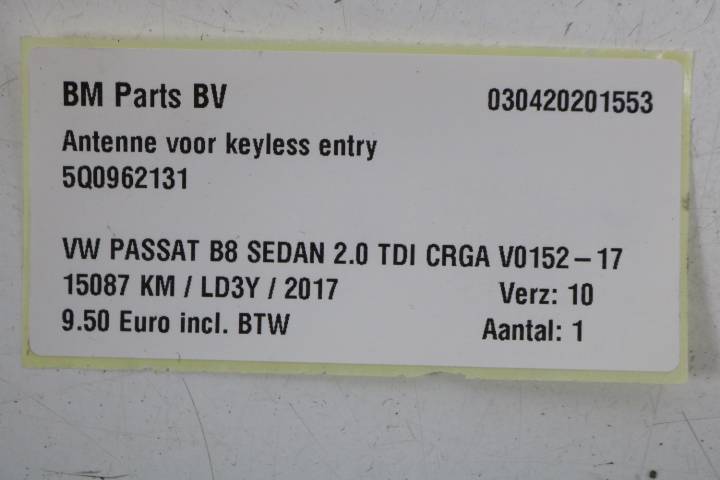 BM Parts BV 030420201553
Antenne voor keyless entry
5Q0962131
VW PASSAT B8 SEDAN 2.0 TDI CRGA V0152-17
15087 KM / LD3Y / 2017 Verz: 10
9.50 Euro incl. BTW Aantal: 1